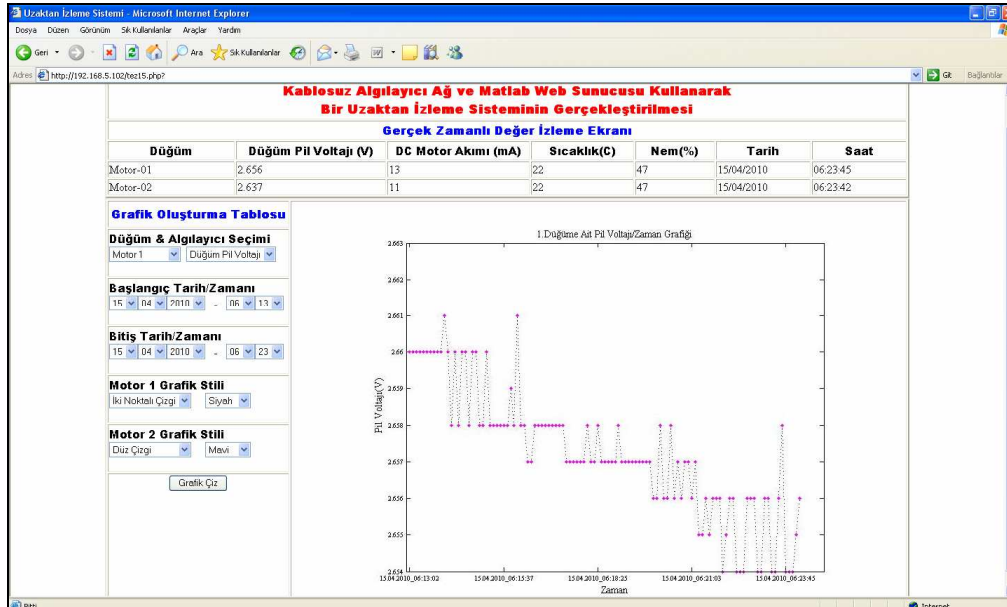 Uzaktan İzleme Sistemi - Microsoft Internet Explorer
Dosya Düzen Görünüm Sık Kullanılanlar Araçlar Yardım
Geri Ara Sık Kullanılanlar
Adres http://192.168.5.102/tez15.php? Git Bağlantılar
Kablosuz Algılayıcı Ağ ve Matlab Web Sunucusu Kullanarak
Bir Uzaktan İzleme Sisteminin Gerçekleştirilmesi
Gerçek Zamanlı Değer İzleme Ekranı
Düğüm Düğüm Pil Voltajı (V) DC Motor Akımı (mA) Sıcaklık(C) Nem(%) Tarih Saat
Motor-01 2.656 13 22 47 15/04/2010 06:23:45
Motor-02 2.637 11 22 47 15/04/2010 06:23:42
Grafik Oluşturma Tablosu
Düğüm & Algılayıcı Seçimi
Motor 1 Düğüm Pil Voltajı
Başlangıç Tarih/Zamanı
15 04 2010 - 06 13
Bitiş Tarih/Zamanı
15 04 2010 - 06 23
Motor 1 Grafik Stili
İki Noktalı Çizgi Siyah
Motor 2 Grafik Stili
Düz Çizgi Mavi
Grafik Çiz
1.Düğüme Ait Pil Voltajı/Zaman Grafiği
2.663
2.662
2.661
2.66
2.659
2.658
2.657
2.656
2.655
2.654
Pil Voltajı(V)
15.04.2010_06:13:02 15.04.2010_06:15:37 15.04.2010_06:18:25 15.04.2010_06:21:03 15.04.2010_06:23:45
Zaman
Bitti Internet